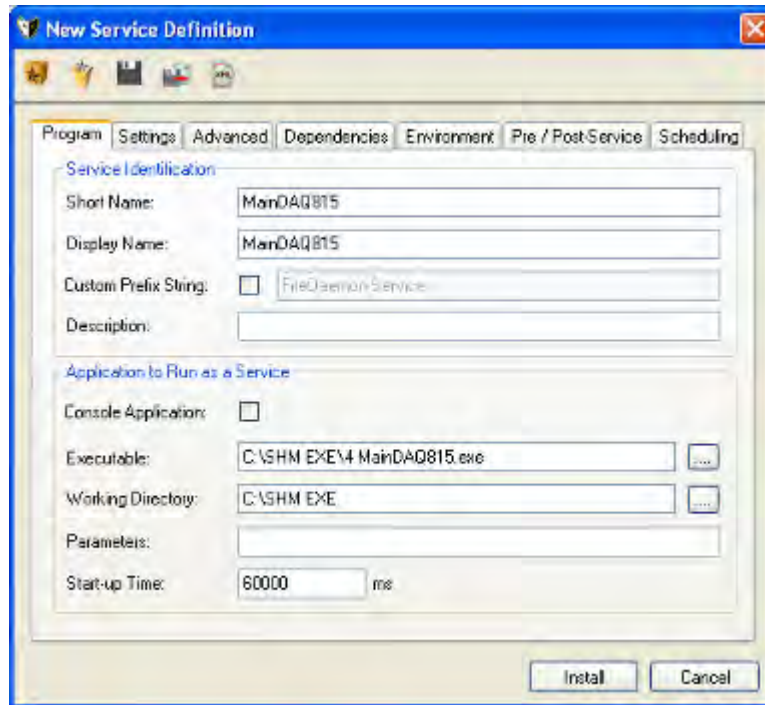 New Service Definition
Program Settings Advanced Dependencies Environment Pre / Post-Service Scheduling
Service Identification
Short Name: MainDAQ815
Display Name: MainDAQ815
Custom Prefix String: FireDaemon Service:
Description:
Application to Run as a Service
Console Application:
Executable: C:\SHM EXE\4 MainDAQ815.exe ...
Working Directory: C:\SHM EXE ...
Parameters:
Start-up Time: 60000 ms
Install Cancel